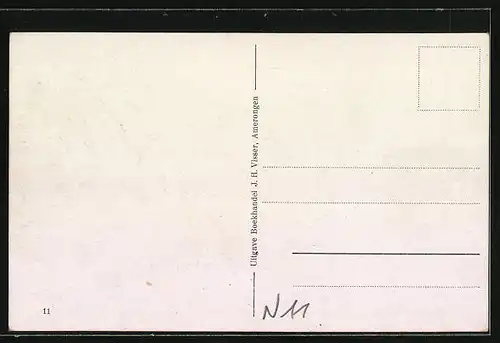 Uitgave Boekhandel J. H. Visser, Amerongen
11
N11